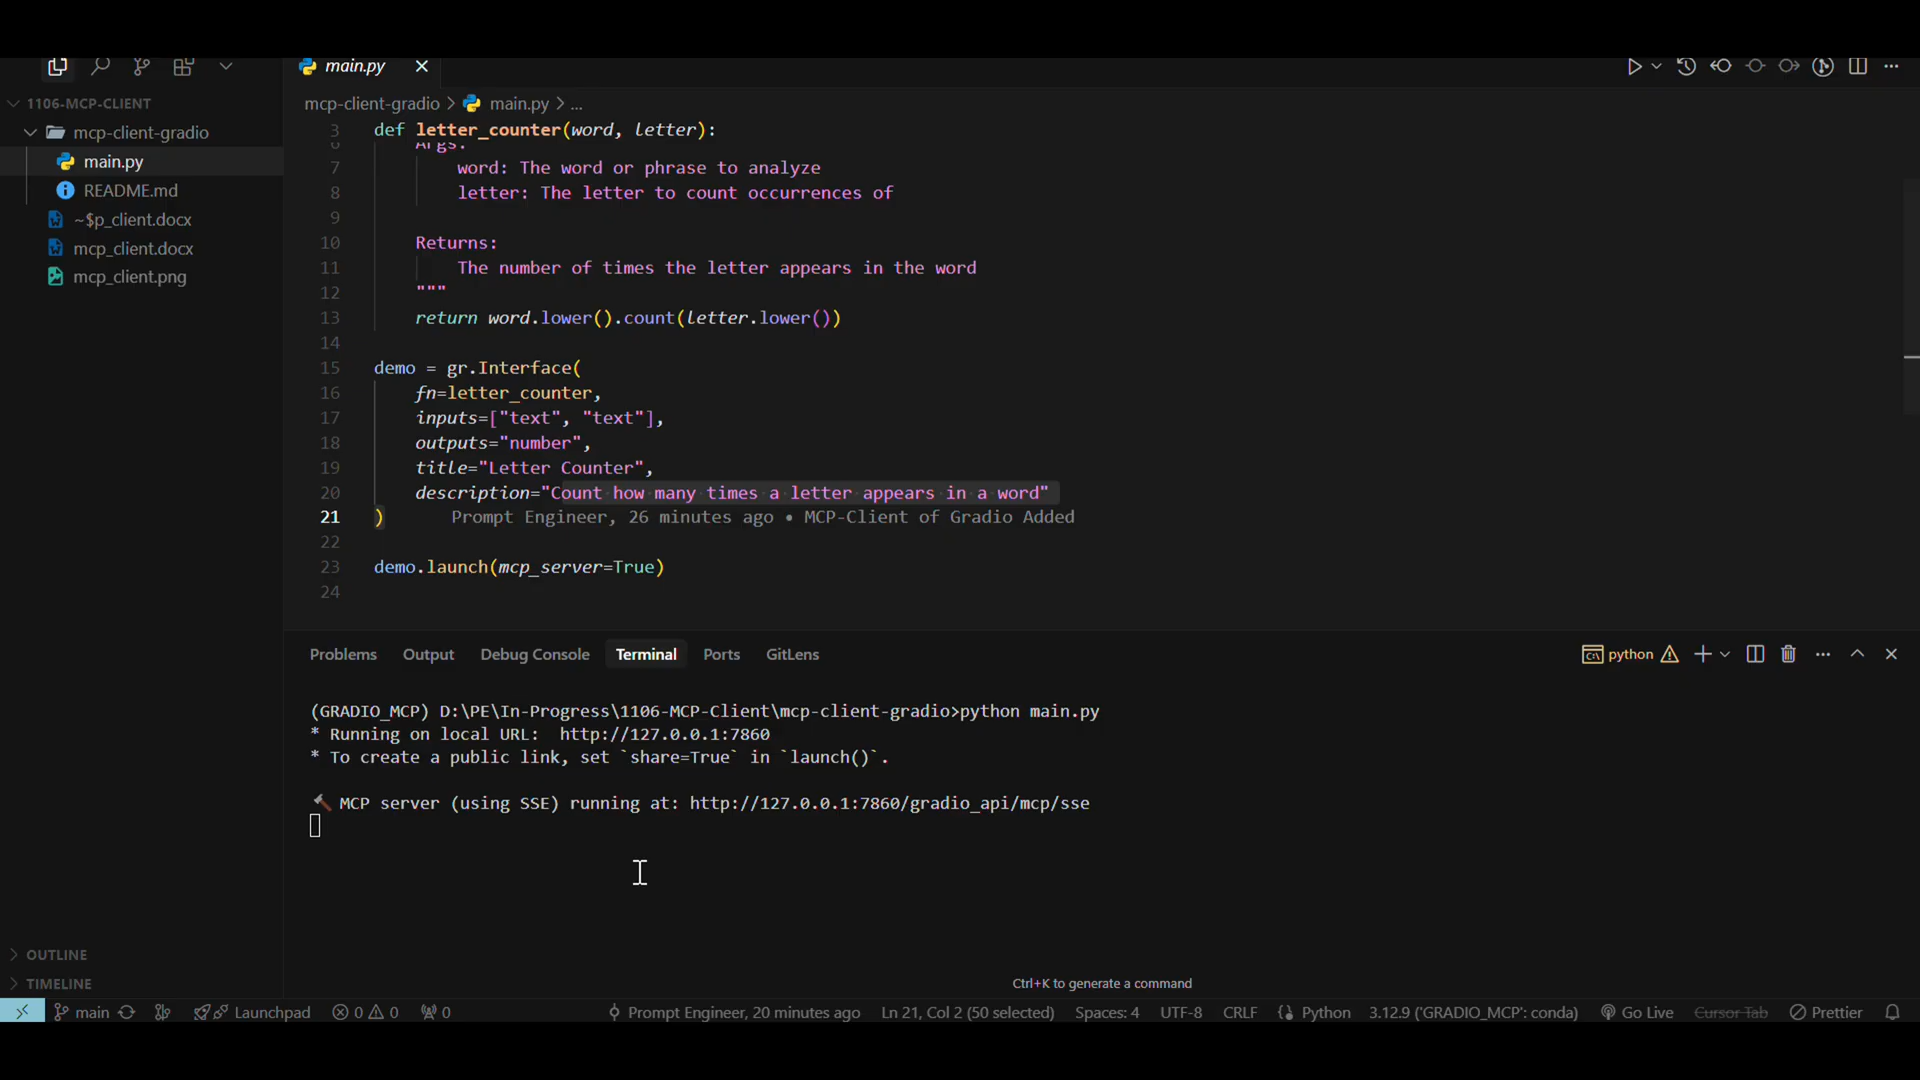 main.py
1106-MCP-CLIENT
mcp-client-gradio
main.py
README.md
~$p_client.docx
mcp_client.docx
mcp_client.png
OUTLINE
TIMELINE
mcp-client-gradio > main.py > ...
3 def letter_counter(word, letter):
6 Args:
7 word: The word or phrase to analyze
8 letter: The letter to count occurrences of
9
10 Returns:
11 The number of times the letter appears in the word
12 """
13 return word.lower().count(letter.lower())
14
15 demo = gr.Interface(
16 fn=letter_counter,
17 inputs=["text", "text"],
18 outputs="number",
19 title="Letter Counter",
20 description="Count how many times a letter appears in a word"
21 ) Prompt Engineer, 26 minutes ago • MCP-Client of Gradio Added
22
23 demo.launch(mcp_server=True)
24
Problems Output Debug Console Terminal Ports GitLens python
(GRADIO_MCP) D:\PE\In-Progress\1106-MCP-Client\mcp-client-gradio>python main.py
* Running on local URL: http://127.0.0.1:7860
* To create a public link, set `share=True` in `launch()`.
MCP server (using SSE) running at: http://127.0.0.1:7860/gradio_api/mcp/sse
Ctrl+K to generate a command
main Launchpad 0 0 0 Prompt Engineer, 20 minutes ago Ln 21, Col 2 (50 selected) Spaces: 4 UTF-8 CRLF Python 3.12.9 ('GRADIO_MCP': conda) Go Live Cursor Tab Prettier